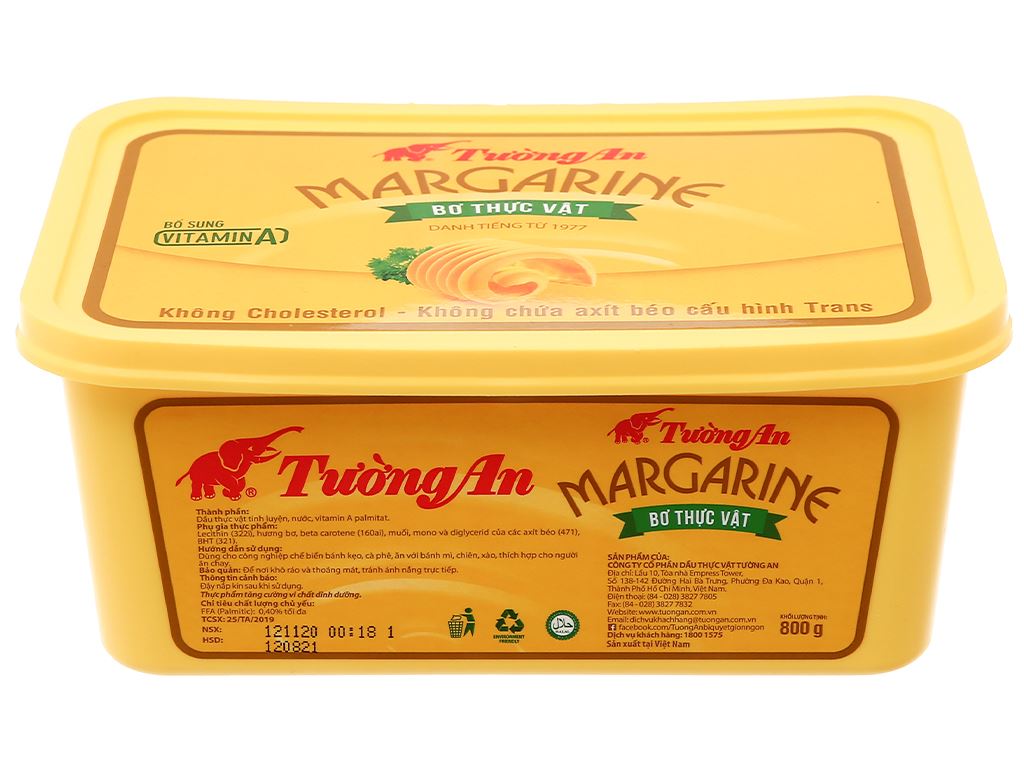 Tường An
MARGARINE
BƠ THỰC VẬT
DANH TIẾNG TỪ 1977
BỔ SUNG
VITAMIN A
Không Cholesterol - Không chứa axít béo cấu hình Trans
Tường An
Thành phần:
Dầu thực vật tinh luyện, nước, vitamin A palmitat.
Phụ gia thực phẩm:
Lecithin (322i), hương bơ, beta carotene (160ai), muối, mono và diglycerid của các axít béo (471),
BHT (321).
Hướng dẫn sử dụng:
Dùng cho công nghiệp chế biến bánh kẹo, cà phê, ăn với bánh mì, chiên, xào, thích hợp cho người
ăn chay.
Bảo quản: Để nơi khô ráo và thoáng mát, tránh ánh nắng trực tiếp.
Thông tin cảnh báo:
Đậy nắp kín sau khi sử dụng.
Thực phẩm tăng cường vi chất dinh dưỡng.
Chỉ tiêu chất lượng chủ yếu:
FFA (Palmitic): 0,40% tối đa
TCSX: 25/TA/2019
NSX: 121120 00:18 1
HSD: 120821
ENVIRONMENT
FRIENDLY
حلال
HALAL
Tường An
MARGARINE
BƠ THỰC VẬT
SẢN PHẨM CỦA:
CÔNG TY CỔ PHẦN DẦU THỰC VẬT TƯỜNG AN
Địa chỉ: Lầu 10, Tòa nhà Empress Tower,
Số 138-142 Đường Hai Bà Trưng, Phường Đa Kao, Quận 1,
Thành Phố Hồ Chí Minh, Việt Nam.
Điện thoại: (84 - 028) 3827 7805
Fax: (84 - 028) 3827 7832
Website: www.tuongan.com.vn
Email: dichvukhachhang@tuongan.com.vn
facebook.com/TuongAnbiquyetgionngon
Dịch vụ khách hàng: 1800 1575
Sản xuất tại Việt Nam
KHỐI LƯỢNG TỊNH:
800 g